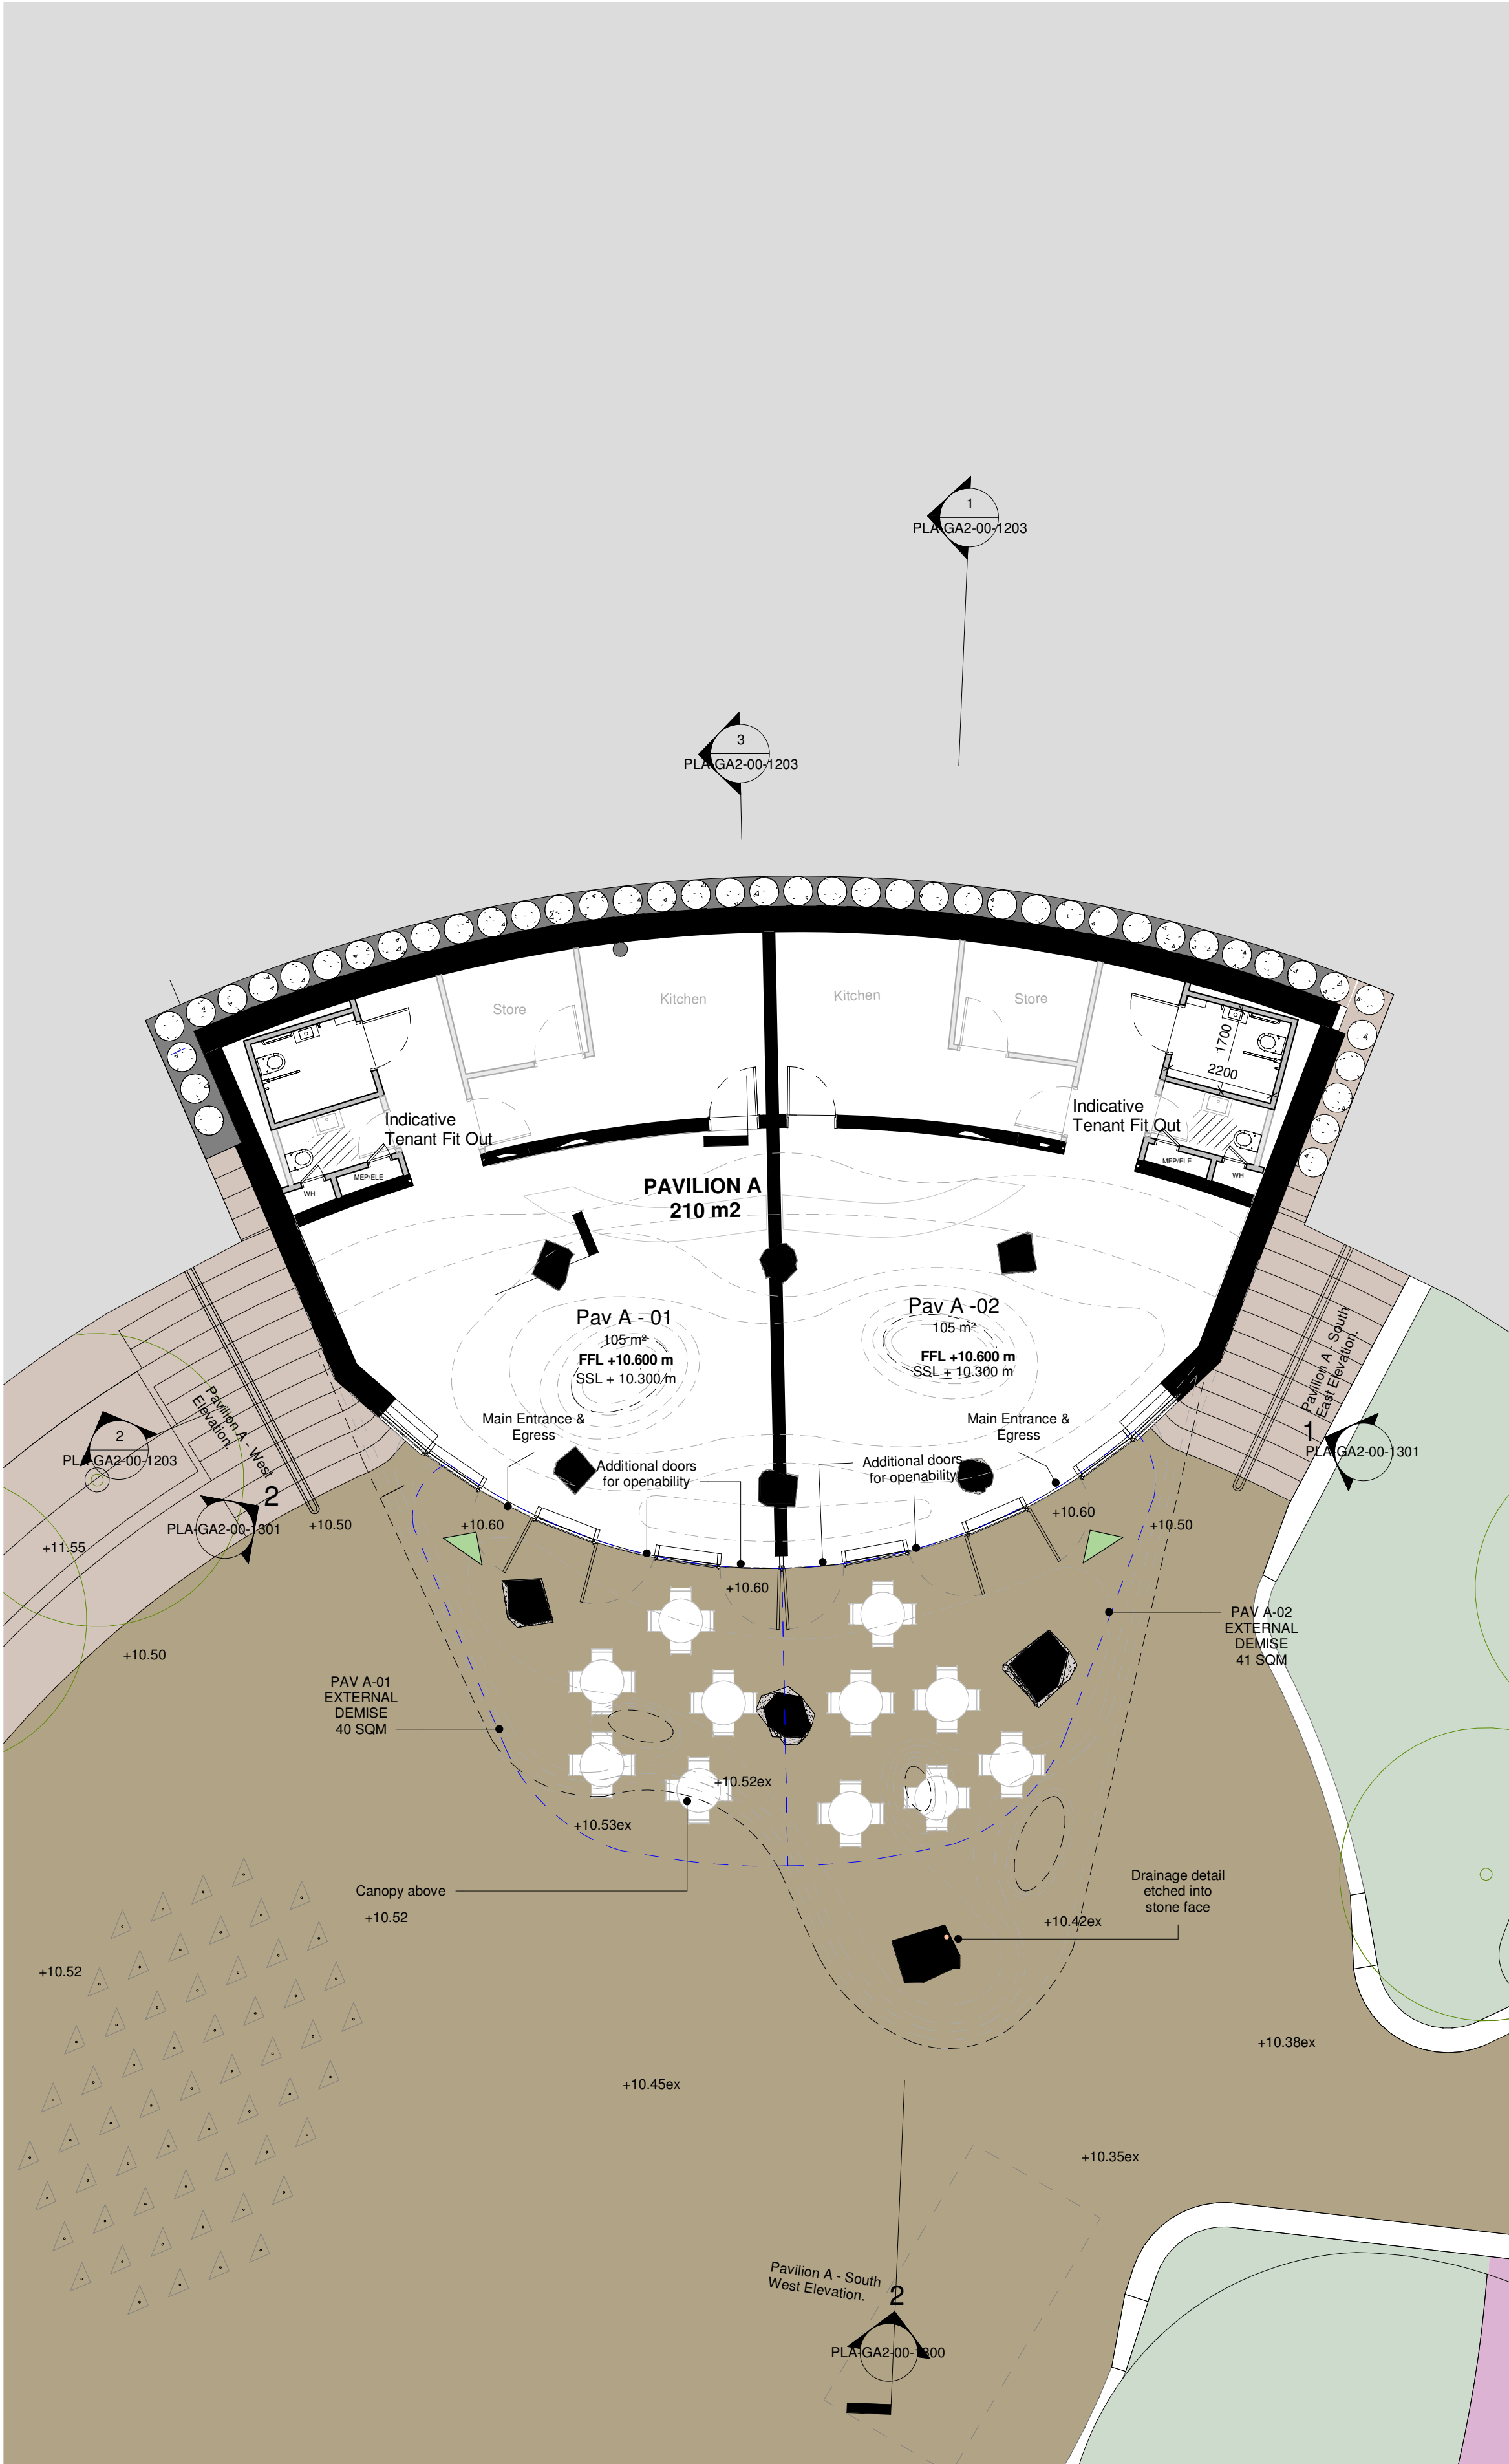 1
PLA-GA2-00-1203
3
PLA-GA2-00-1203
Store
Kitchen
Kitchen
Store
1700
2200
Indicative
Tenant Fit Out
Indicative
Tenant Fit Out
WH
MEP/ELE
MEP/ELE
WH
PAVILION A
210 m2
Pav A - 01
105 m²
FFL +10.600 m
SSL + 10.300 m
Pav A -02
105 m²
FFL +10.600 m
SSL + 10.300 m
Main Entrance &
Egress
Main Entrance &
Egress
Additional doors
for openability
Additional doors
for openability
Pavilion A - West
Elevation.
2
PLA-GA2-00-1203
2
PLA-GA2-00-1301
Pavilion A - South
East Elevation.
1
PLA-GA2-00-1301
+11.55
+10.50
+10.60
+10.60
+10.50
+10.60
+10.50
PAV A-01
EXTERNAL
DEMISE
40 SQM
PAV A-02
EXTERNAL
DEMISE
41 SQM
+10.52ex
+10.53ex
Canopy above
+10.52
+10.52
Drainage detail
etched into
stone face
+10.42ex
+10.38ex
+10.45ex
+10.35ex
Pavilion A - South
West Elevation.
2
PLA-GA2-00-1300